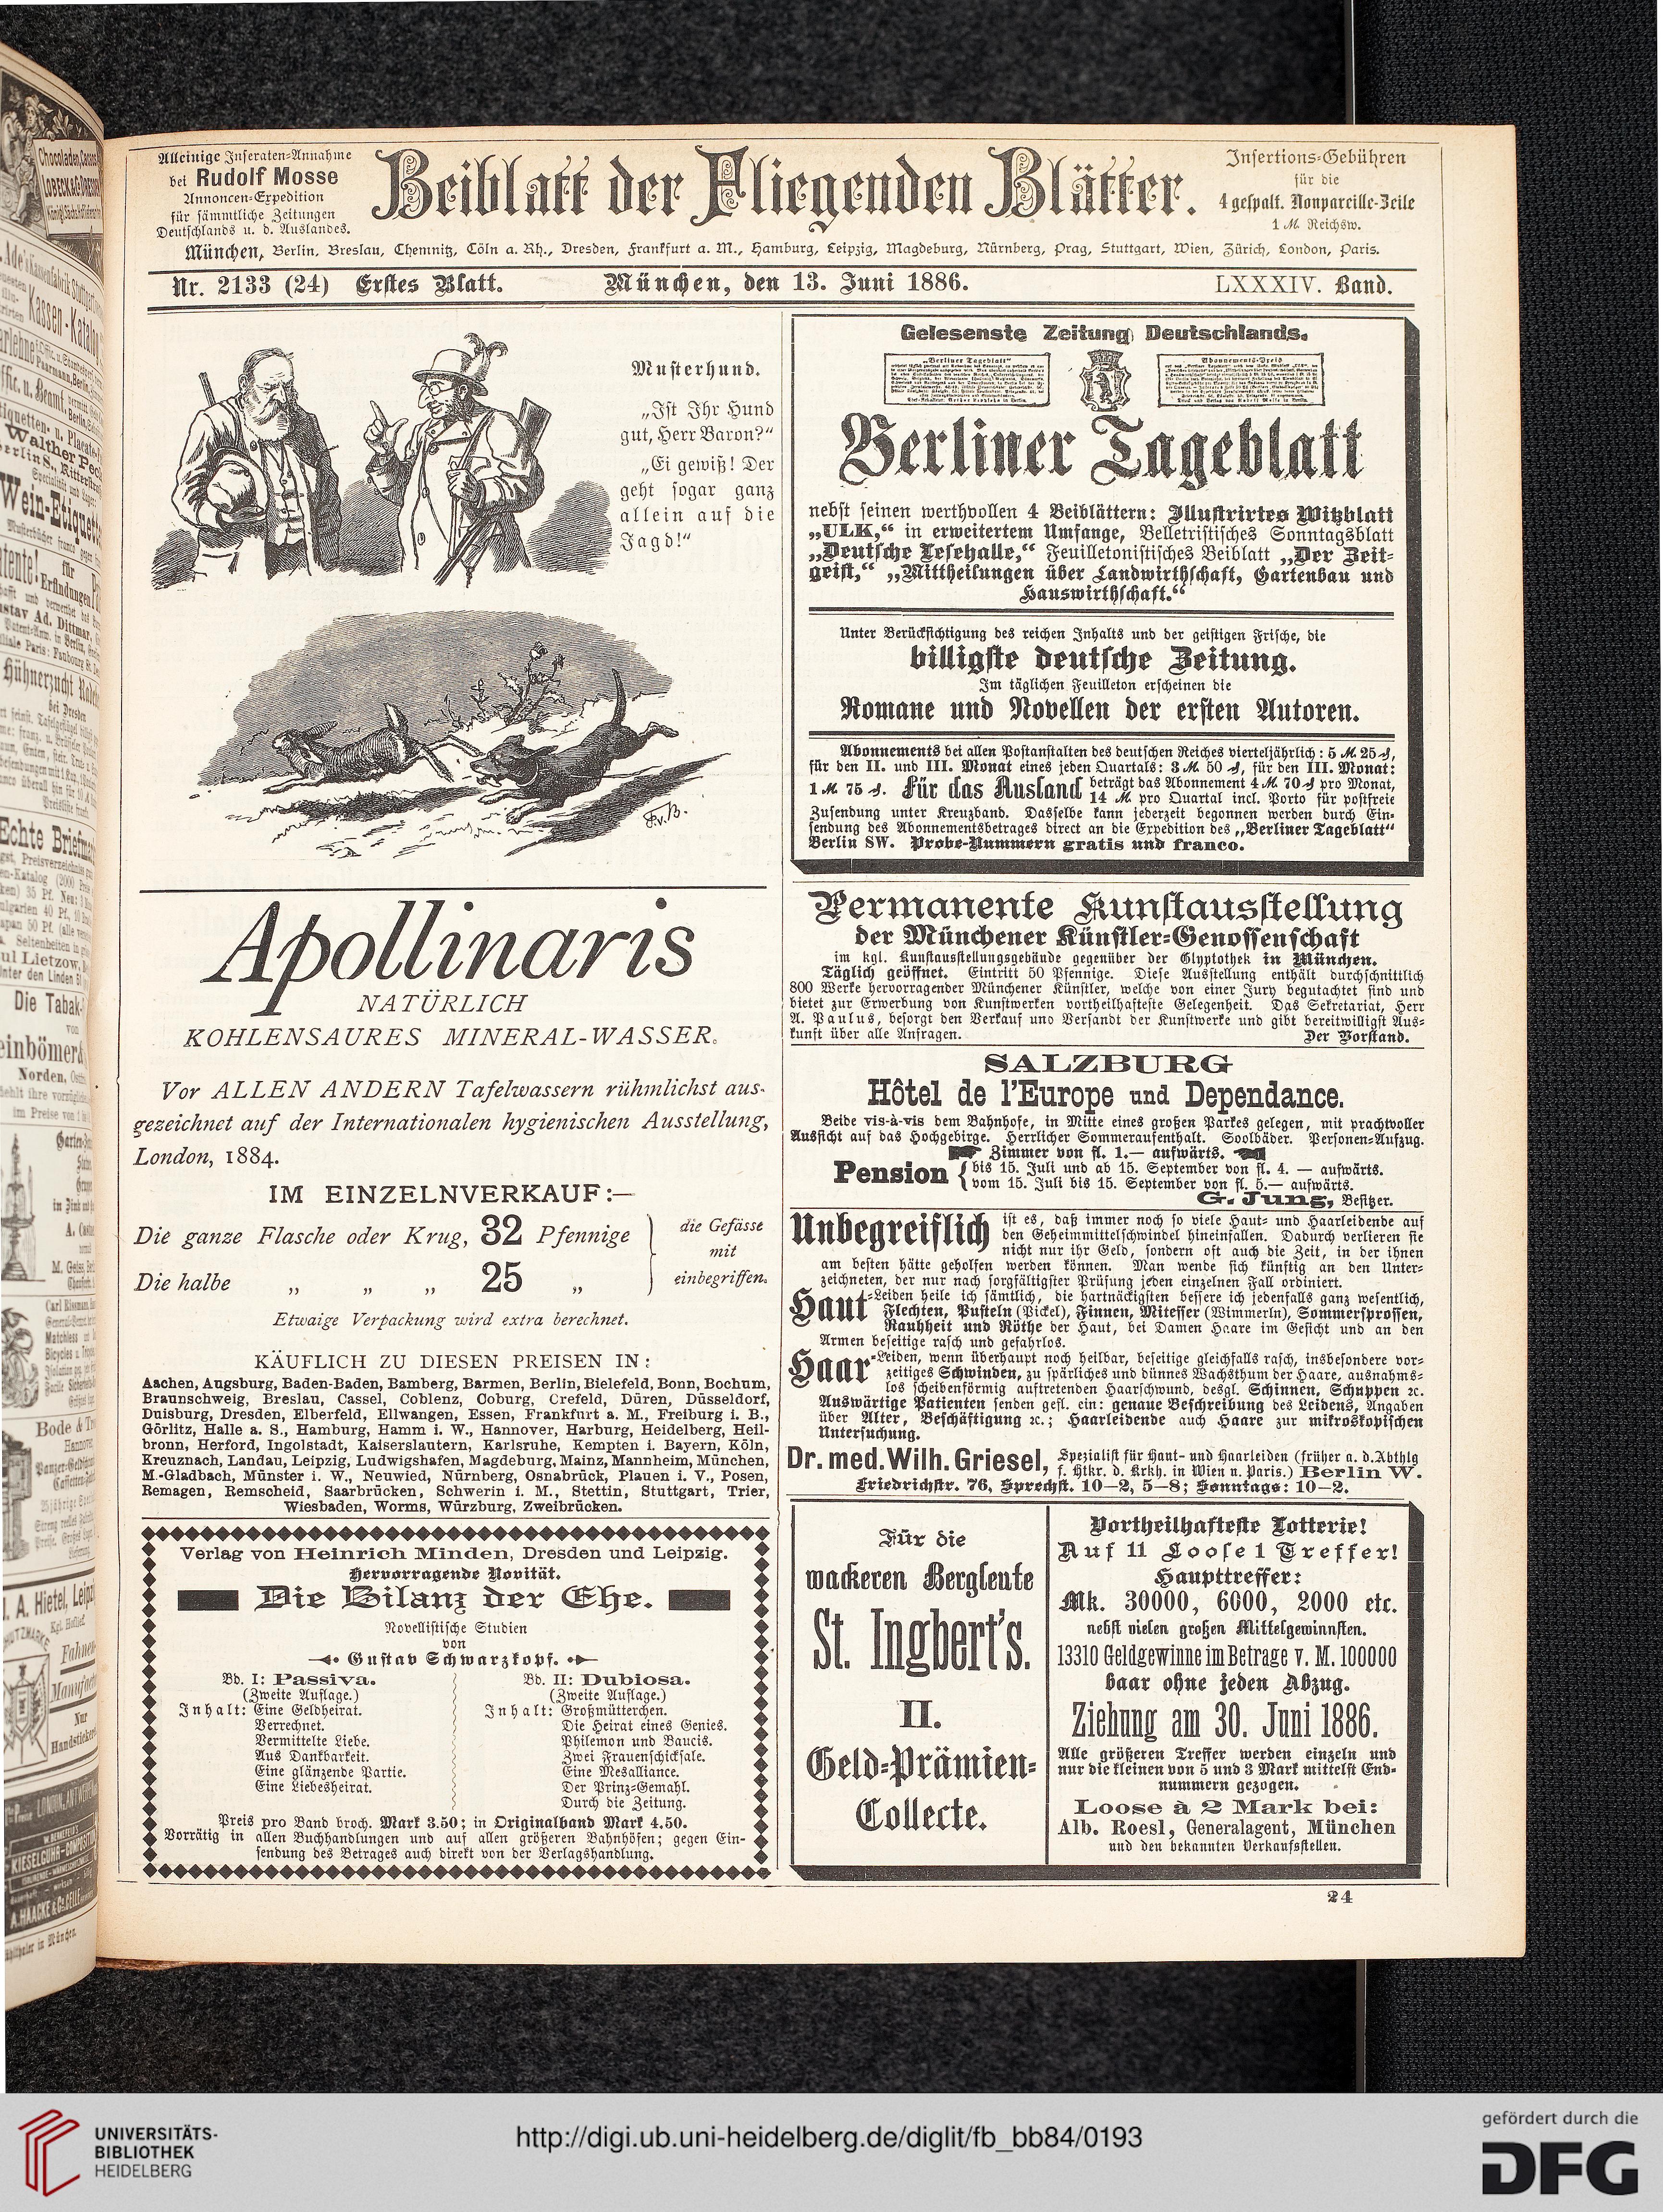 Alleinige Inseraten-Annahme
bei Rudolf Mosse
Annoncen-Expedition
für sämmtliche Zeitungen
Deutschlands u. d. Auslandes.
Beiblatt der Fliegenden Blätter.
Insertions-Gebühren
für die
4 gespalt. Nonpareille-Zeile
1 M. Reichsw.
München, Berlin, Breslau, Chemnitz, Cöln a. Rh., Dresden, Frankfurt a. M., Hamburg, Leipzig, Magdeburg, Nürnberg, Prag, Stuttgart, Wien, Zürich, London, Paris.
Nr. 2133 (24) Erstes Blatt. München, den 13. Juni 1886. LXXXIV. Band.
Musterhund.
„Ist Ihr Hund
gut, Herr Baron?“
„Ei gewiß! Der
geht sogar ganz
allein auf die
Jagd!“
F.v.B.
Apollinaris
NATÜRLICH
KOHLENSAURES MINERAL-WASSER.
Vor ALLEN ANDERN Tafelwassern rühmlichst aus-
gezeichnet auf der Internationalen hygienischen Ausstellung,
London, 1884.
IM EINZELNVERKAUF:—
Die ganze Flasche oder Krug, 32 Pfennige
Die halbe „ „ „ 25 „
die Gefässe
mit
einbegriffen.
Etwaige Verpackung wird extra berechnet.
KÄUFLICH ZU DIESEN PREISEN IN:
Aachen, Augsburg, Baden-Baden, Bamberg, Barmen, Berlin, Bielefeld, Bonn, Bochum,
Braunschweig, Breslau, Cassel, Coblenz, Coburg, Crefeld, Düren, Düsseldorf,
Duisburg, Dresden, Elberfeld, Ellwangen, Essen, Frankfurt a. M., Freiburg i. B.,
Görlitz, Halle a. S., Hamburg, Hamm i. W., Hannover, Harburg, Heidelberg, Heil-
bronn, Herford, Ingolstadt, Kaiserslautern, Karlsruhe, Kempten i. Bayern, Köln,
Kreuznach, Landau, Leipzig, Ludwigshafen, Magdeburg, Mainz, Mannheim, München,
M.-Gladbach, Münster i. W., Neuwied, Nürnberg, Osnabrück, Plauen i. V., Posen,
Remagen, Remscheid, Saarbrücken, Schwerin i. M., Stettin, Stuttgart, Trier,
Wiesbaden, Worms, Würzburg, Zweibrücken.
Verlag von Heinrich Minden, Dresden und Leipzig.
Hervorragende Novität.
Die Bilanz der Ehe.
Novellistische Studien
von
Gustav Schwarzkopf.
Bd. I: Passiva.
(Zweite Auflage.)
Inhalt: Eine Geldheirat.
Verrechnet.
Vermittelte Liebe.
Aus Dankbarkeit.
Eine glänzende Partie.
Eine Liebesheirat.
Bd. II: Dubiosa.
(Zweite Auflage.)
Inhalt: Großmütterchen.
Die Heirat eines Genies.
Philemon und Baucis.
Zwei Frauenschicksale.
Eine Mesalliance.
Der Prinz-Gemahl.
Durch die Zeitung.
Preis pro Band broch. Mark 3.50; in Originalband Mark 4.50.
Vorrätig in allen Buchhandlungen und auf allen größeren Bahnhöfen; gegen Ein-
sendung des Betrages auch direkt von der Verlagshandlung.
Gelesenste Zeitung Deutschlands.
„Berliner Tageblatt“
Abonnements-Preis
Berliner Tageblatt
nebst seinen werthvollen 4 Beiblättern: Illustrirtes Witzblatt
„ULK,“ in erweitertem Umfange, Belletristisches Sonntagsblatt
„Deutsche Lesehalle,“ Feuilletonistisches Beiblatt „Der Zeit-
geist,“ „Mittheilungen über Landwirthschaft, Gartenbau und
Hauswirthschaft.“
Unter Berücksichtigung des reichen Inhalts und der geistigen Frische, die
billigste deutsche Zeitung.
Im täglichen Feuilleton erscheinen die
Romane und Novellen der ersten Autoren.
Abonnements bei allen Postanstalten des deutschen Reiches vierteljährlich: 5 M. 25 ₰,
für den II. und III. Monat eines jeden Quartals: 3 M. 50 ₰, für den III. Monat:
1 M. 75 ₰. Für das Ausland beträgt das Abonnement 4 M. 70 ₰ pro Monat,
14 M. pro Quartal incl. Porto für postfreie
Zusendung unter Kreuzband. Dasselbe kann jederzeit begonnen werden durch Ein-
sendung des Abonnementsbetrages direct an die Expedition des „Berliner Tageblatt“
Berlin SW. Probe-Nummern gratis und franco.
Permanente Kunstausstellung
der Münchener Künstler-Genossenschaft
im kgl. Kunstausstellungsgebäude gegenüber der Glyptothek in München.
Täglich geöffnet. Eintritt 50 Pfennige. Diese Ausstellung enthält durchschnittlich
800 Werke hervorragender Münchener Künstler, welche von einer Jury begutachtet sind und
bietet zur Erwerbung von Kunstwerken vortheilhafteste Gelegenheit. Das Sekretariat, Herr
A. Paulus, besorgt den Verkauf und Versandt der Kunstwerke und gibt bereitwilligst Aus-
kunft über alle Anfragen. Der Vorstand.
SALZBURG
Hôtel de l'Europe und Dependance.
Beide vis-à-vis dem Bahnhofe, in Mitte eines großen Parkes gelegen, mit prachtvoller
Aussicht auf das Hochgebirge. Herrlicher Sommeraufenthalt. Soolbäder. Personen-Aufzug.
Zimmer von fl. 1.— aufwärts.
Pension { bis 15. Juli und ab 15. September von fl. 4. — aufwärts.
vom 15. Juli bis 15. September von fl. 5.— aufwärts.
G. Jung, Besitzer.
Unbegreiflich ist es, daß immer noch so viele Haut- und Haarleidende auf
den Geheimmittelschwindel hineinfallen. Dadurch verlieren sie
nicht nur ihr Geld, sondern oft auch die Zeit, in der ihnen
am besten hätte geholfen werden können. Man wende sich künftig an den Unter-
zeichneten, der nur nach sorgfältigster Prüfung jeden einzelnen Fall ordiniert.
Haut-Leiden heile ich sämtlich, die hartnäckigsten bessere ich jedenfalls ganz wesentlich,
Flechten, Pusteln (Pickel), Finnen, Mitesser (Wimmerln), Sommersprossen,
Rauhheit und Röthe der Haut, bei Damen Haare im Gesicht und an den
Armen beseitige rasch und gefahrlos.
Haar-Leiden, wenn überhaupt noch heilbar, beseitige gleichfalls rasch, insbesondere vor-
zeitiges Schwinden, zu spärliches und dünnes Wachsthum der Haare, ausnahms-
los scheibenförmig auftretenden Haarschwund, desgl. Schinnen, Schuppen ꝛc.
Auswärtige Patienten senden gefl. ein: genaue Beschreibung des Leidens, Angaben
über Alter, Beschäftigung ꝛc.; Haarleidende auch Haare zur mikroskopischen
Untersuchung.
Dr. med. Wilh. Griesel, Spezialist für Haut- und Haarleiden (früher a. d. Abthlg
f. Htkr. d. Krkh. in Wien u. Paris.) Berlin W.
Friedrichstr. 76, Sprechst. 10—2, 5—8; Sonntags: 10—2.
Für die
wackeren Bergleute
St. Ingbert's.
II.
Geld-Prämien-
Collecte.
Vortheilhafteste Lotterie!
Auf 11 Loose 1 Treffer!
Haupttreffer:
Mk. 30000, 6000, 2000 etc.
nebst vielen großen Mittelgewinnsten.
13310 Geldgewinne im Betrage v. M. 100000
baar ohne jeden Abzug.
Ziehung am 30. Juni 1886.
Alle größeren Treffer werden einzeln und
nur die kleinen von 5 und 3 Mark mittelst End-
nummern gezogen.
Loose à 2 Mark bei:
Alb. Roesl, Generalagent, München
und den bekannten Verkaufsstellen.
24
UNIVERSITÄTS-
BIBLIOTHEK
HEIDELBERG
http://digi.ub.uni-heidelberg.de/diglit/fb_bb84/0193
gefördert durch die
DFG